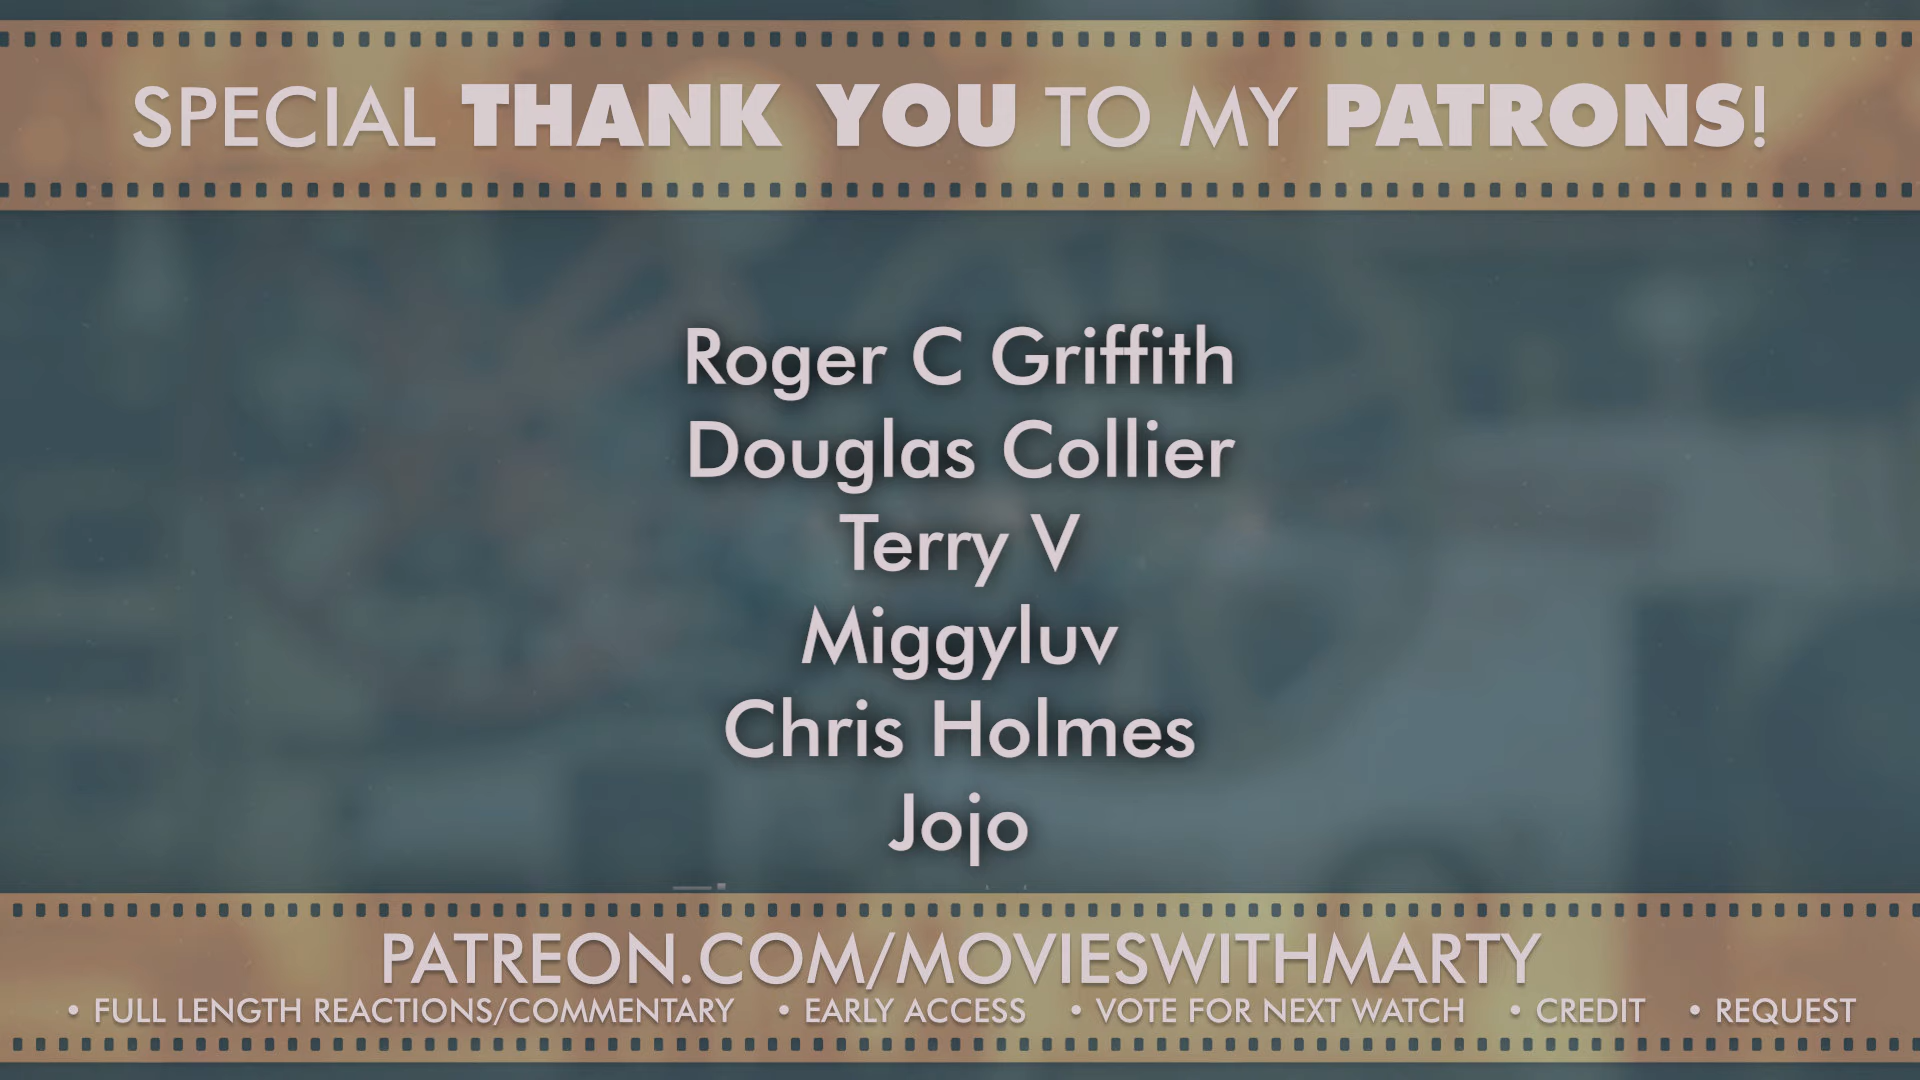 SPECIAL THANK YOU TO MY PATRONS!
Roger C Griffith
Douglas Collier
Terry V
Miggyluv
Chris Holmes
Jojo
PATREON.COM/MOVIESWITHMARTY
• FULL LENGTH REACTIONS/COMMENTARY • EARLY ACCESS • VOTE FOR NEXT WATCH • CREDIT • REQUEST